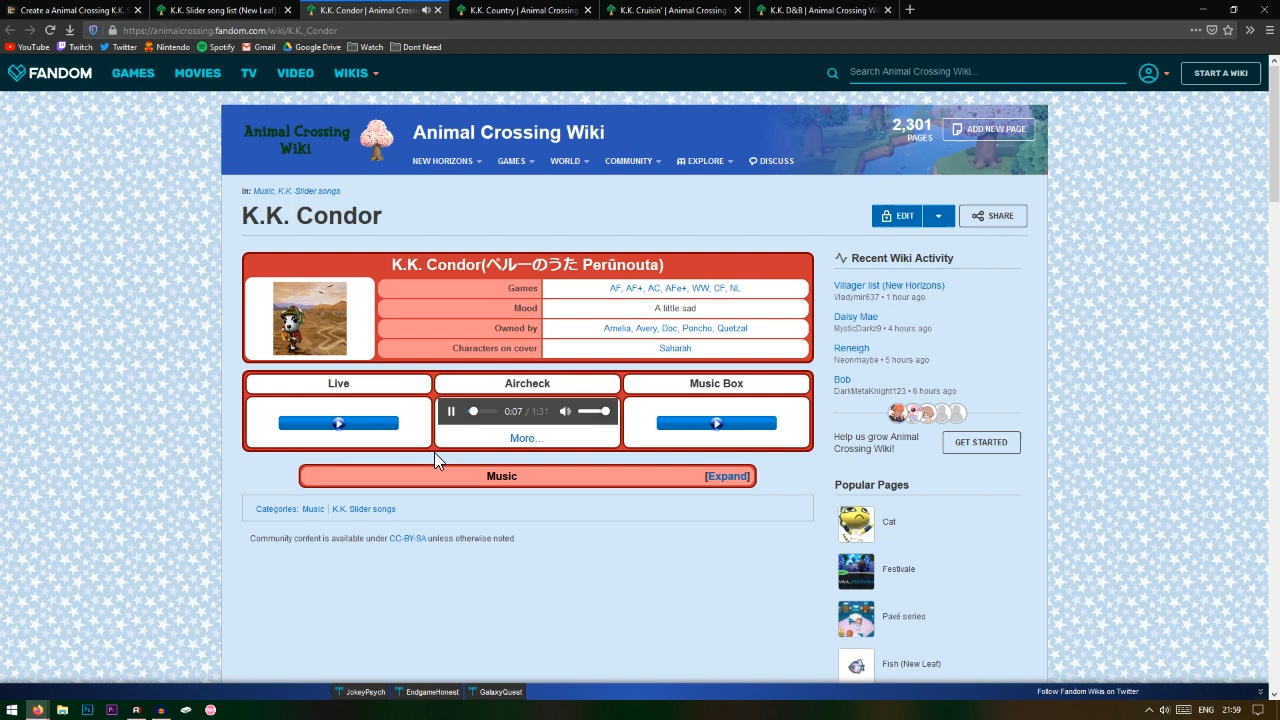 Create a Animal Crossing K.K. S
K.K. Slider song list (New Leaf)
K.K. Condor | Animal Crossi
K.K. Country | Animal Crossing
K.K. Cruisin' | Animal Crossing
K.K. D&B | Animal Crossing Wi
https://animalcrossing.fandom.com/wiki/K.K._Condor
YouTube Twitch Twitter Nintendo Spotify Gmail Google Drive Watch Dont Need
FANDOM GAMES MOVIES TV VIDEO WIKIS
Search Animal Crossing Wiki...
START A WIKI
Animal Crossing Wiki
Animal Crossing Wiki
2,301 PAGES
ADD NEW PAGE
NEW HORIZONS GAMES WORLD COMMUNITY EXPLORE DISCUSS
in: Music, K.K. Slider songs
K.K. Condor
EDIT
SHARE
K.K. Condor(ペルーのうた Perūnouta)
Games AF, AF+, AC, AFe+, WW, CF, NL
Mood A little sad
Owned by Amelia, Avery, Doc, Poncho, Quetzal
Characters on cover Saharah
Live Aircheck Music Box
0:07 / 1:31
More...
Music [Expand]
Categories: Music K.K. Slider songs
Community content is available under CC-BY-SA unless otherwise noted.
Recent Wiki Activity
Villager list (New Horizons)
Vladymir637 • 1 hour ago
Daisy Mae
MysticDarkz9 • 4 hours ago
Reneigh
Neonmaybe • 5 hours ago
Bob
DarkMetaKnight123 • 6 hours ago
Help us grow Animal
Crossing Wiki!
GET STARTED
Popular Pages
Cat
Festivale
Pavé series
Fish (New Leaf)
JokeyPsych EndgameHonest GalaxyQuest
Follow Fandom Wikis on Twitter
ENG 21:59